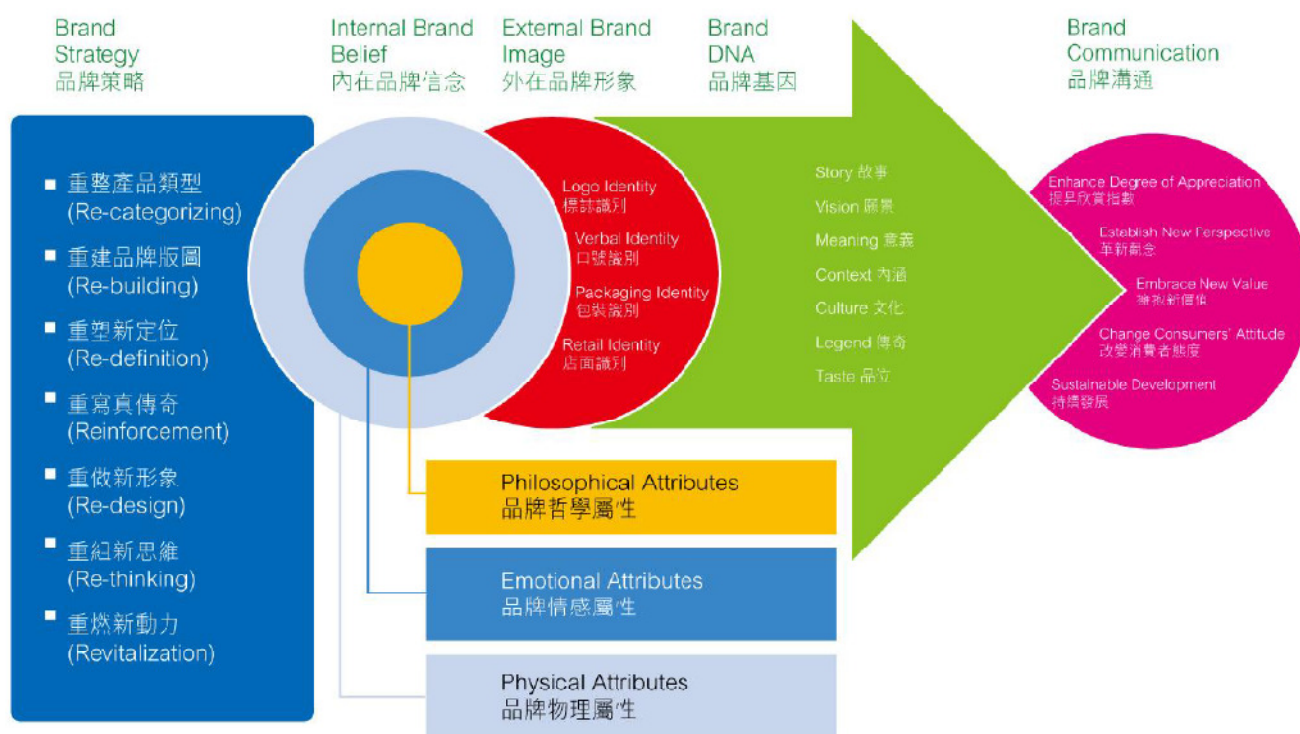 Brand
Strategy
品牌策略
Internal Brand
Belief
內在品牌信念
External Brand
Image
外在品牌形象
Brand
DNA
品牌基因
Brand
Communication
品牌溝通
重整產品類型
(Re-categorizing)
重建品牌版圖
(Re-building)
重塑新定位
(Re-definition)
重寫真傳奇
(Reinforcement)
重做新形象
(Re-design)
重組新思維
(Re-thinking)
重燃新動力
(Revitalization)
Logo Identity
標誌識別
Verbal Identity
口號識別
Packaging Identity
包裝識別
Retail Identity
店面識別
Story 故事
Vision 願景
Meaning 意義
Context 內涵
Culture 文化
Legend 傳奇
Taste 品位
Enhance Degree of Appreciation
提昇欣賞指數
Establish New Perspective
革新觀念
Embrace New Value
擁抱新價值
Change Consumers' Attitude
改變消費者態度
Sustainable Development
持續發展
Philosophical Attributes
品牌哲學屬性
Emotional Attributes
品牌情感屬性
Physical Attributes
品牌物理屬性